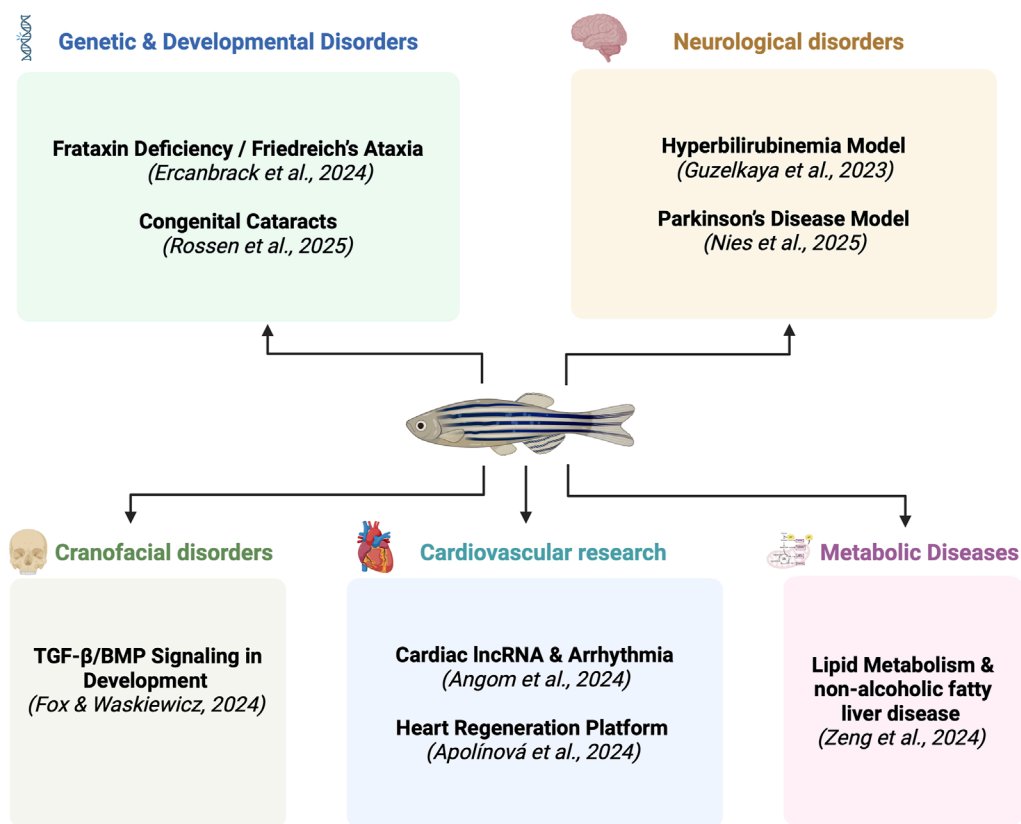 Genetic & Developmental Disorders
Frataxin Deficiency / Friedreich's Ataxia
(Ercanbrack et al., 2024)
Congenital Cataracts
(Rossen et al., 2025)
Neurological disorders
Hyperbilirubinemia Model
(Guzelkaya et al., 2023)
Parkinson's Disease Model
(Nies et al., 2025)
Cranofacial disorders
TGF-β/BMP Signaling in
Development
(Fox & Waskiewicz, 2024)
Cardiovascular research
Cardiac lncRNA & Arrhythmia
(Angom et al., 2024)
Heart Regeneration Platform
(Apolínová et al., 2024)
Metabolic Diseases
Lipid Metabolism &
non-alcoholic fatty
liver disease
(Zeng et al., 2024)